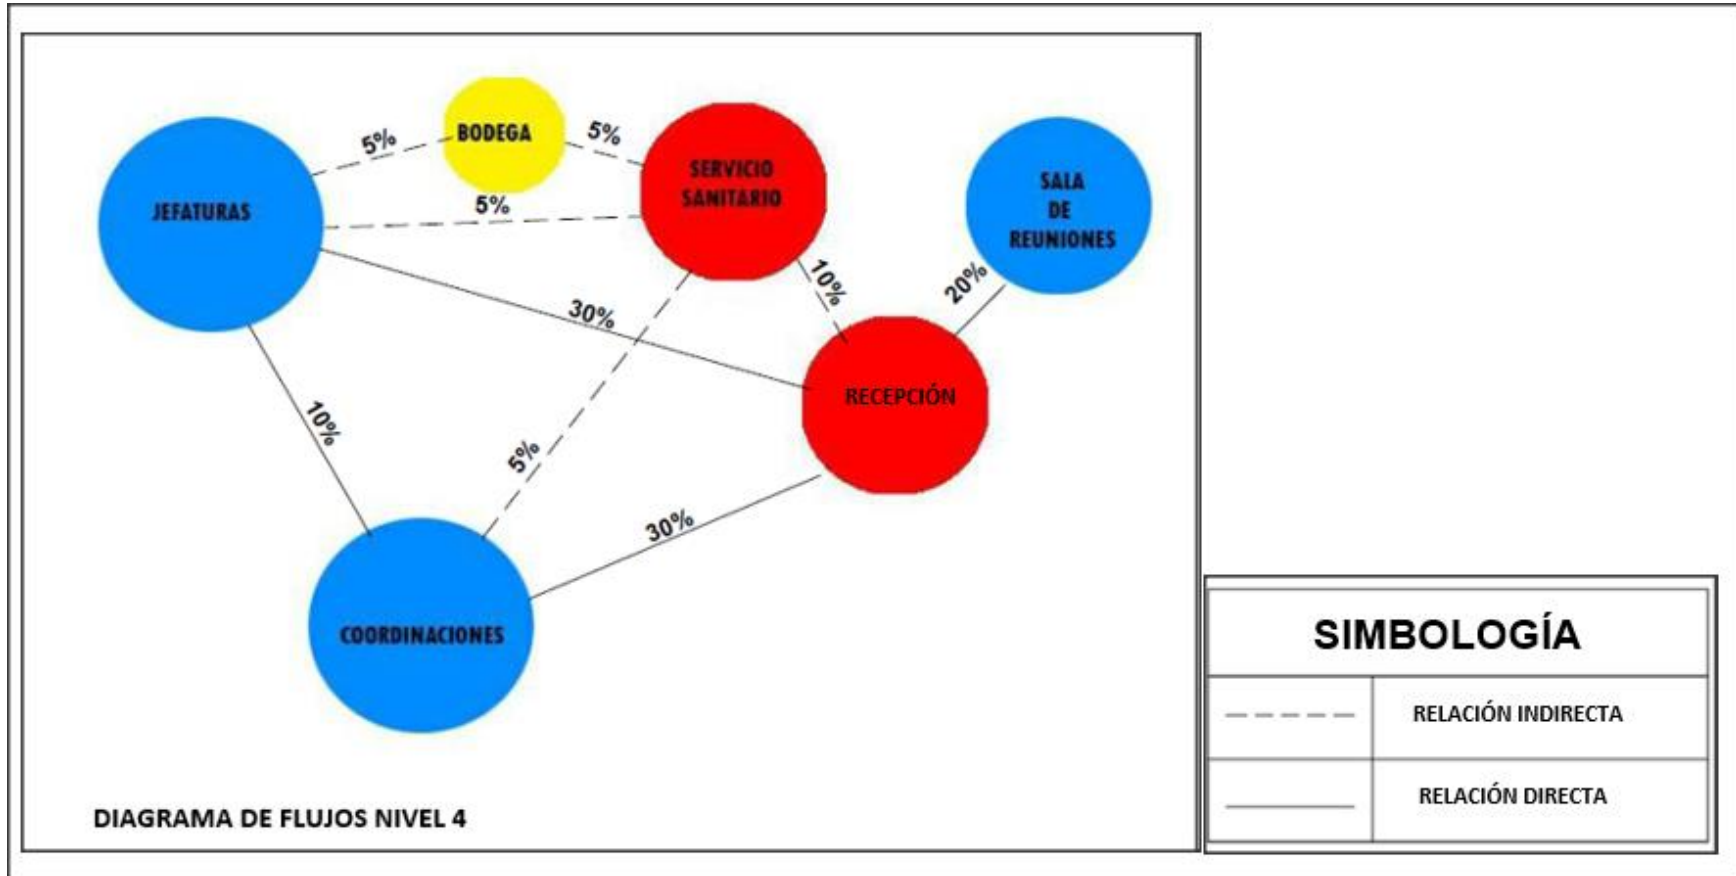 BODEGA
5%
5%
SERVICIO
SANITARIO
SALA
DE
REUNIONES
JEFATURAS
5%
10%
20%
30%
RECEPCIÓN
10%
5%
30%
COORDINACIONES
DIAGRAMA DE FLUJOS NIVEL 4
SIMBOLOGÍA
RELACIÓN INDIRECTA
RELACIÓN DIRECTA